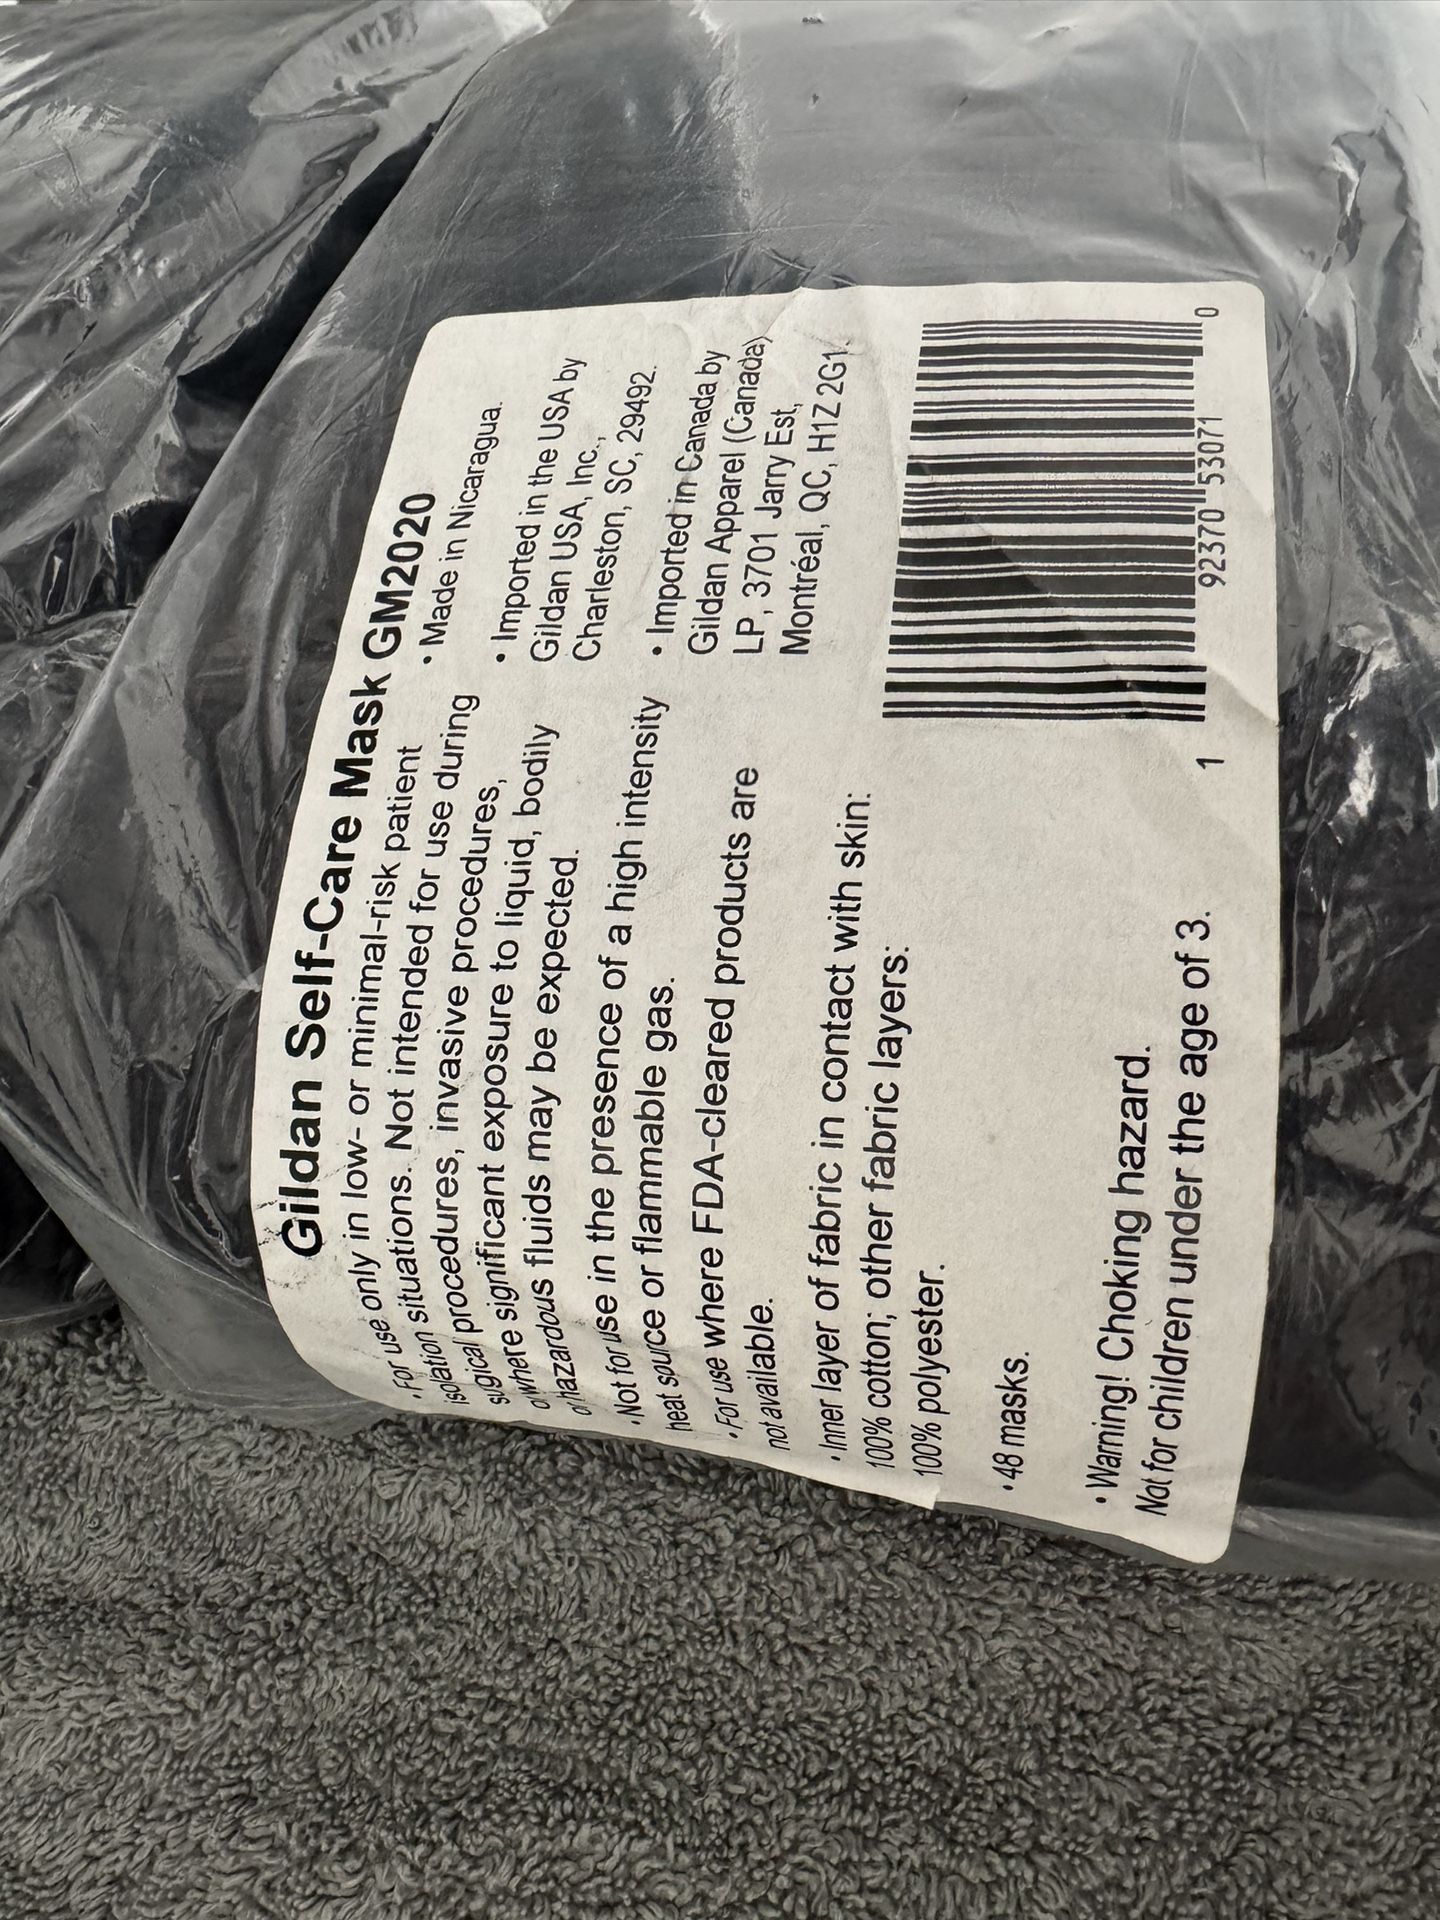 Gildan Self-Care Mask GM2020
• For use only in low- or minimal-risk patient
situations. Not intended for use during
isolation procedures, invasive procedures,
sugical procedures, 
or where significant exposure to liquid, bodily
or hazardous fluids may be expected.
• Not for use in the presence of a high intensity
heat source or flammable gas.
• For use where FDA-cleared products are
not available.
• Inner layer of fabric in contact with skin:
100% cotton; other fabric layers:
100% polyester.
• 48 masks.
• Warning! Choking hazard.
Not for children under the age of 3.
• Made in Nicaragua.
• Imported in the USA by
Gildan USA, Inc.,
Charleston, SC, 29492.
• Imported in Canada by
Gildan Apparel (Canada)
LP, 3701 Jarry Est,
Montréal, QC, H1Z 2G1.
1 92370 53071 0